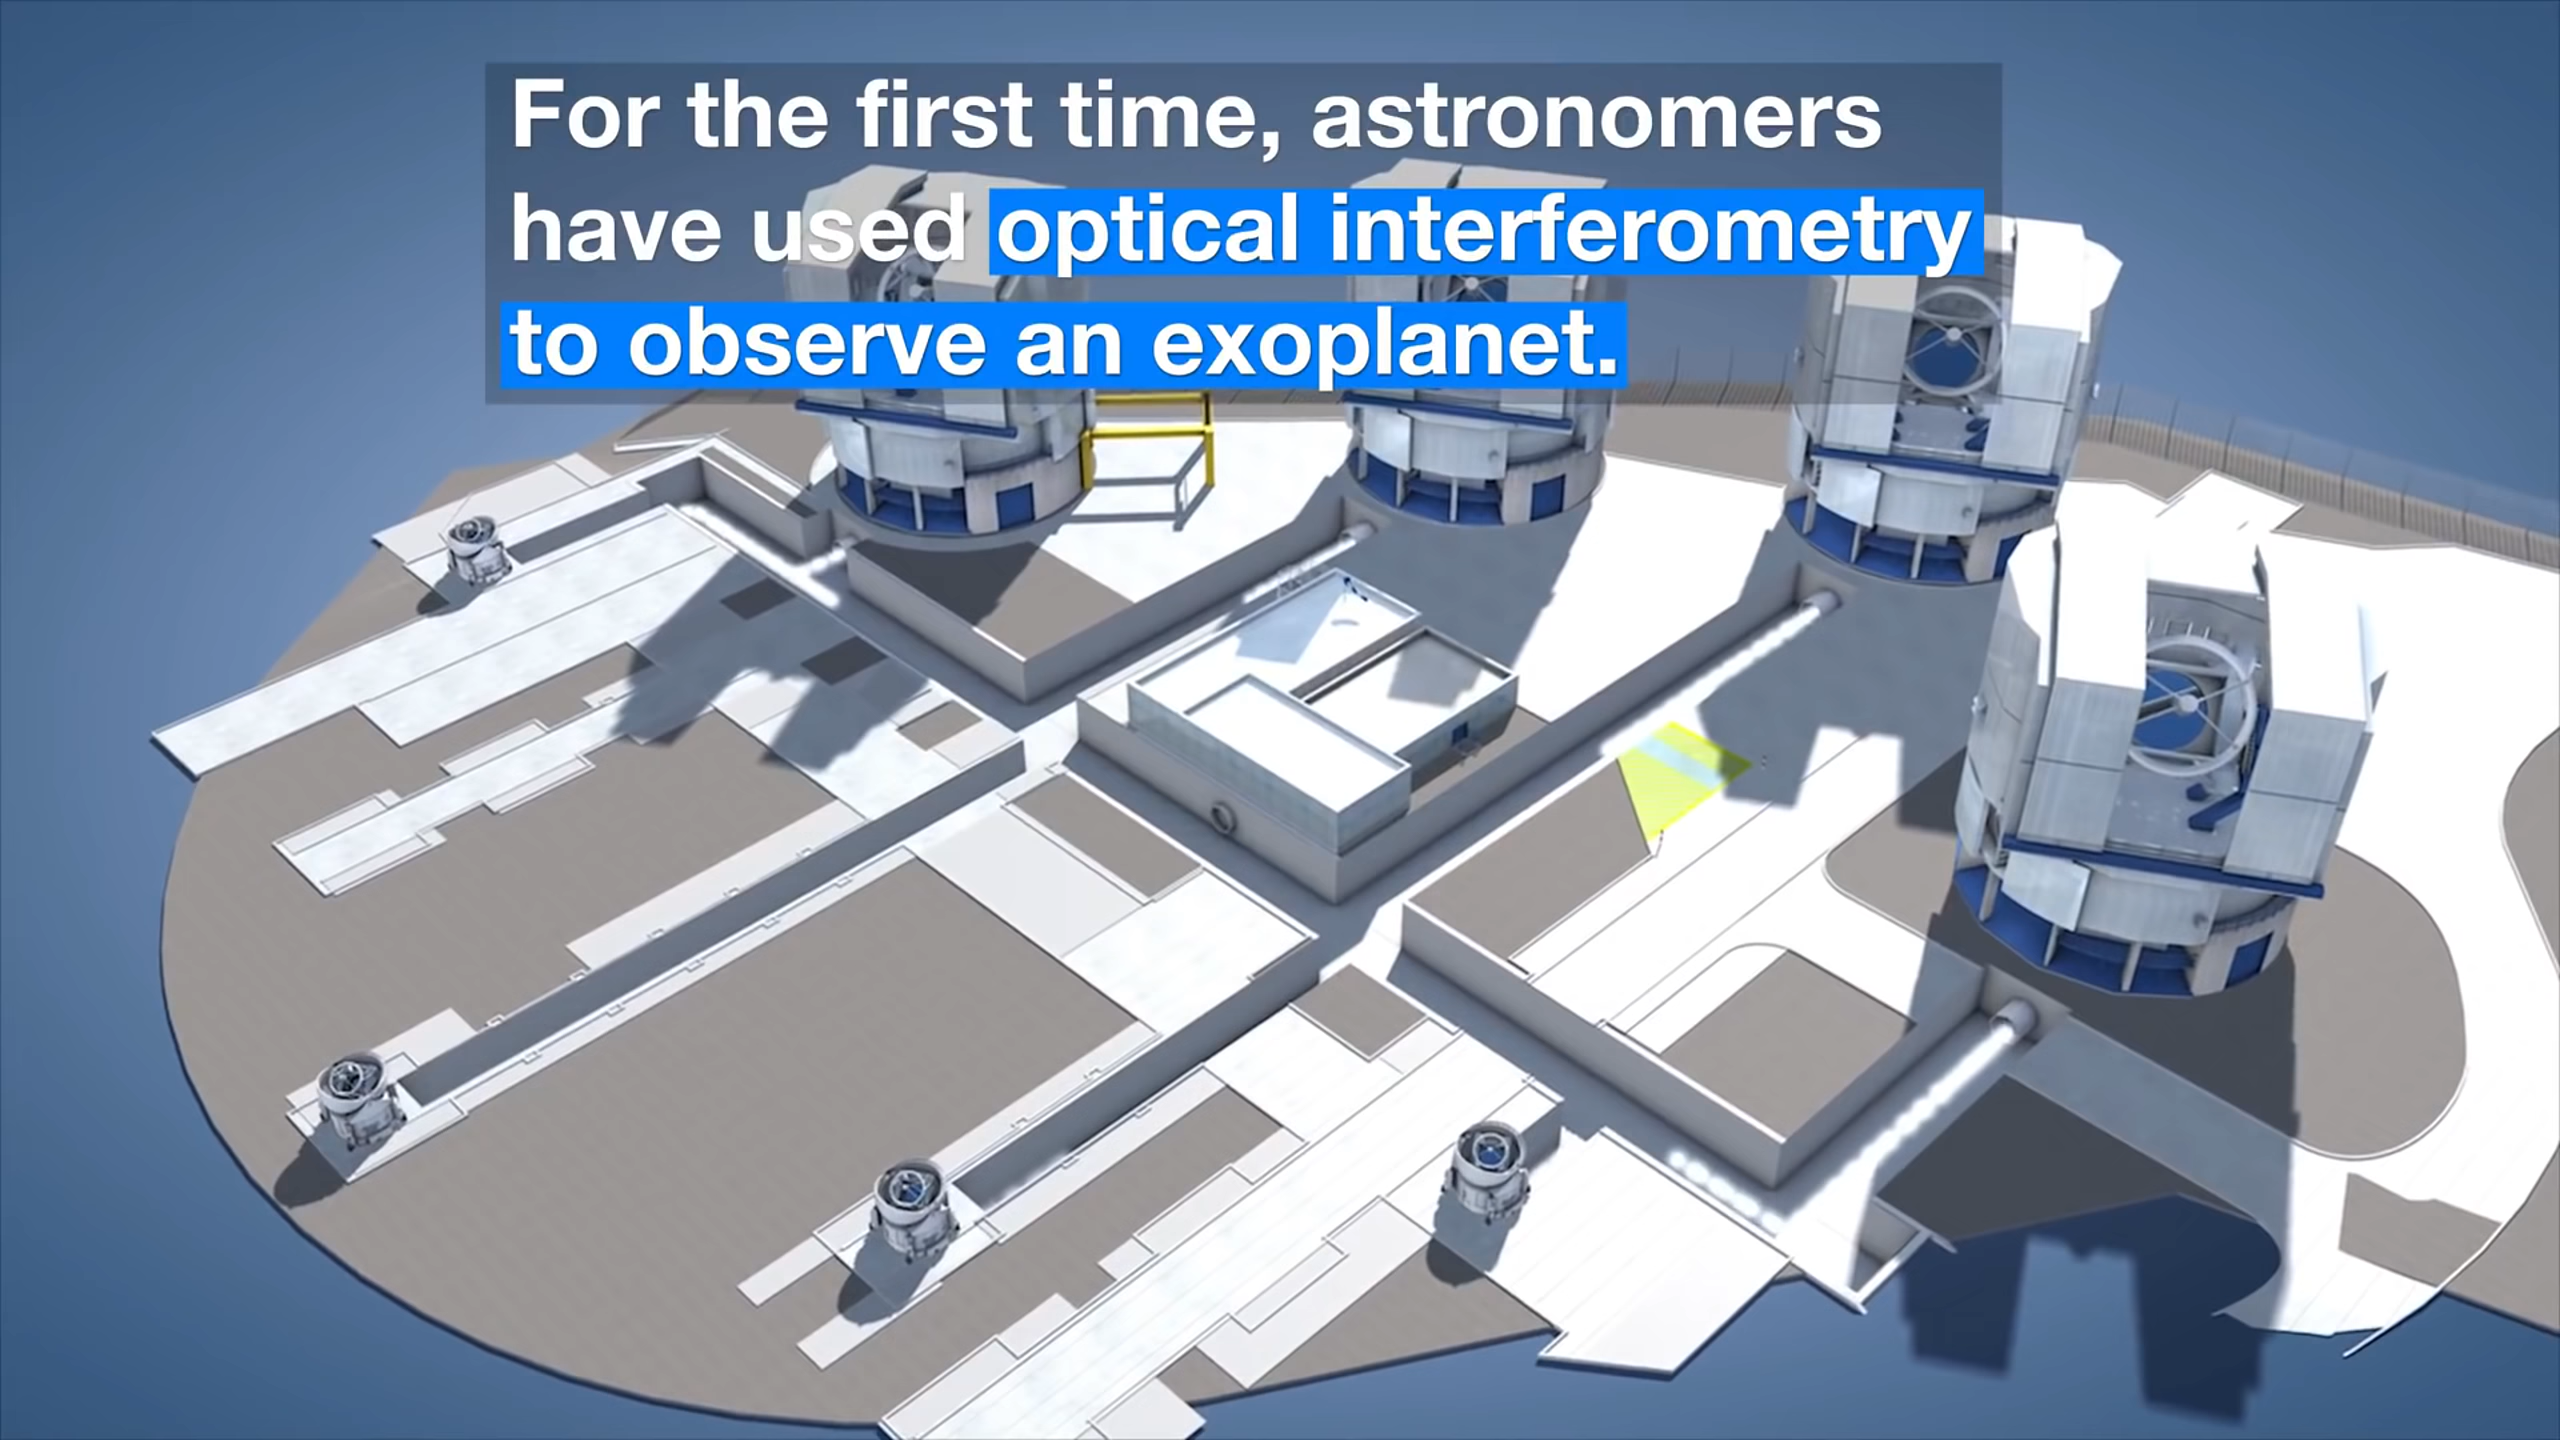 For the first time, astronomers
have used optical interferometry
to observe an exoplanet.